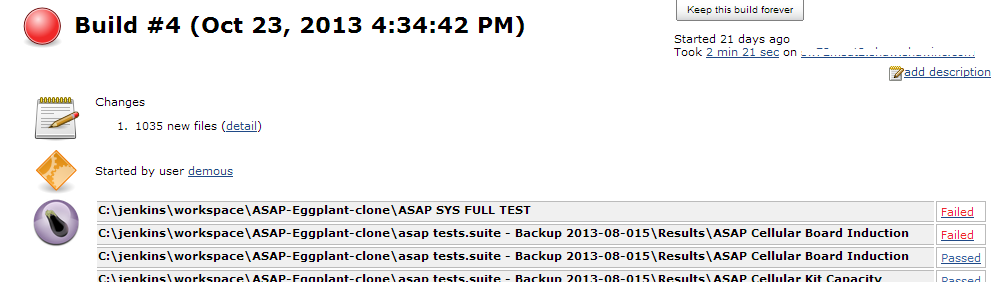 Build #4 (Oct 23, 2013 4:34:42 PM)
Keep this build forever
Started 21 days ago
Took 2 min 21 sec on
add description
Changes
1. 1035 new files (detail)
Started by user demous
C:\jenkins\workspace\ASAP-Eggplant-clone\ASAP SYS FULL TEST Failed
C:\jenkins\workspace\ASAP-Eggplant-clone\asap tests.suite - Backup 2013-08-015\Results\ASAP Cellular Board Induction Failed
C:\jenkins\workspace\ASAP-Eggplant-clone\asap tests.suite - Backup 2013-08-015\Results\ASAP Cellular Board Induction Passed
C:\jenkins\workspace\ASAP-Eggplant-clone\asap tests.suite - Backup 2013-08-015\Results\ASAP Cellular Kit Capacity Passed